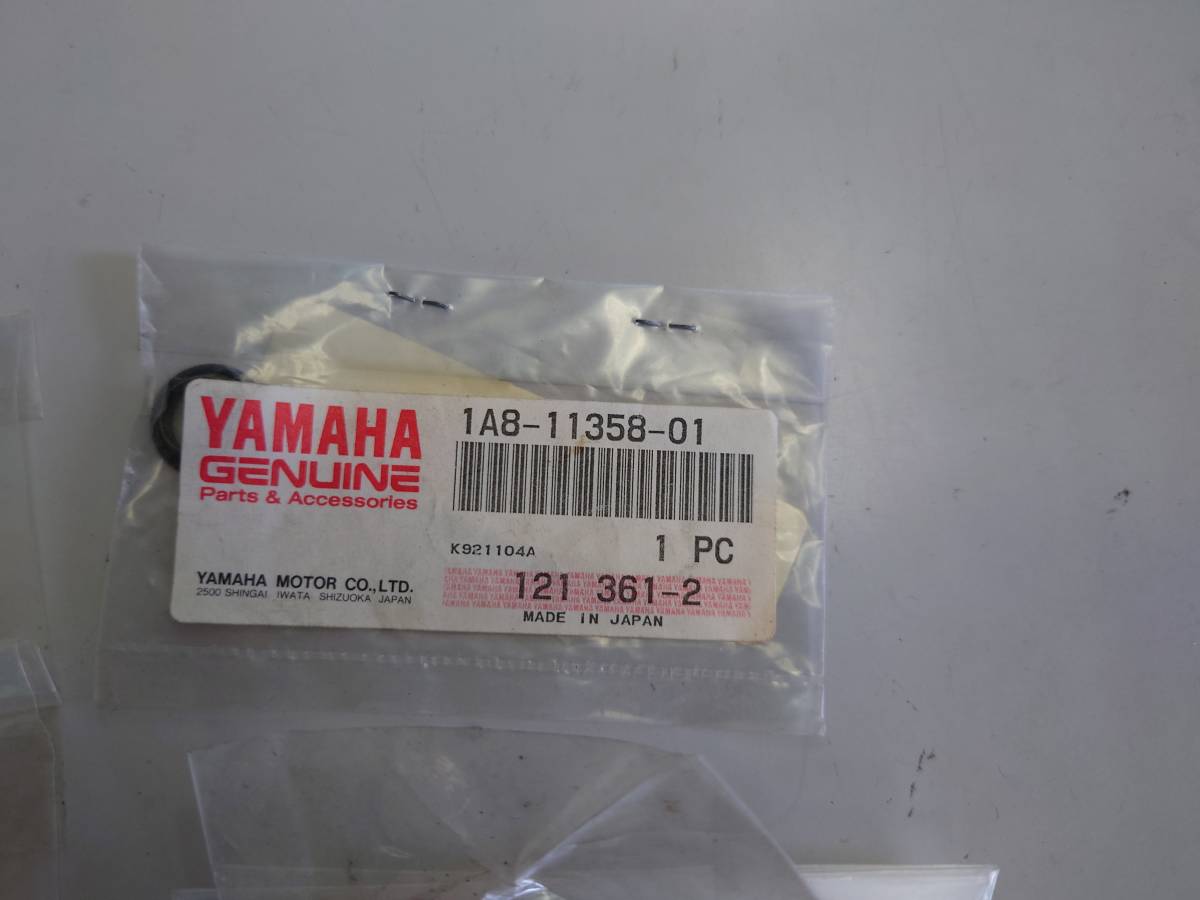 YAMAHA
GENUINE
Parts & Accessories
YAMAHA MOTOR CO.,LTD.
2500 SHINGAI IWATA SHIZUOKA JAPAN
1A8-11358-01
K921104A
1 PC
121 361-2
MADE IN JAPAN